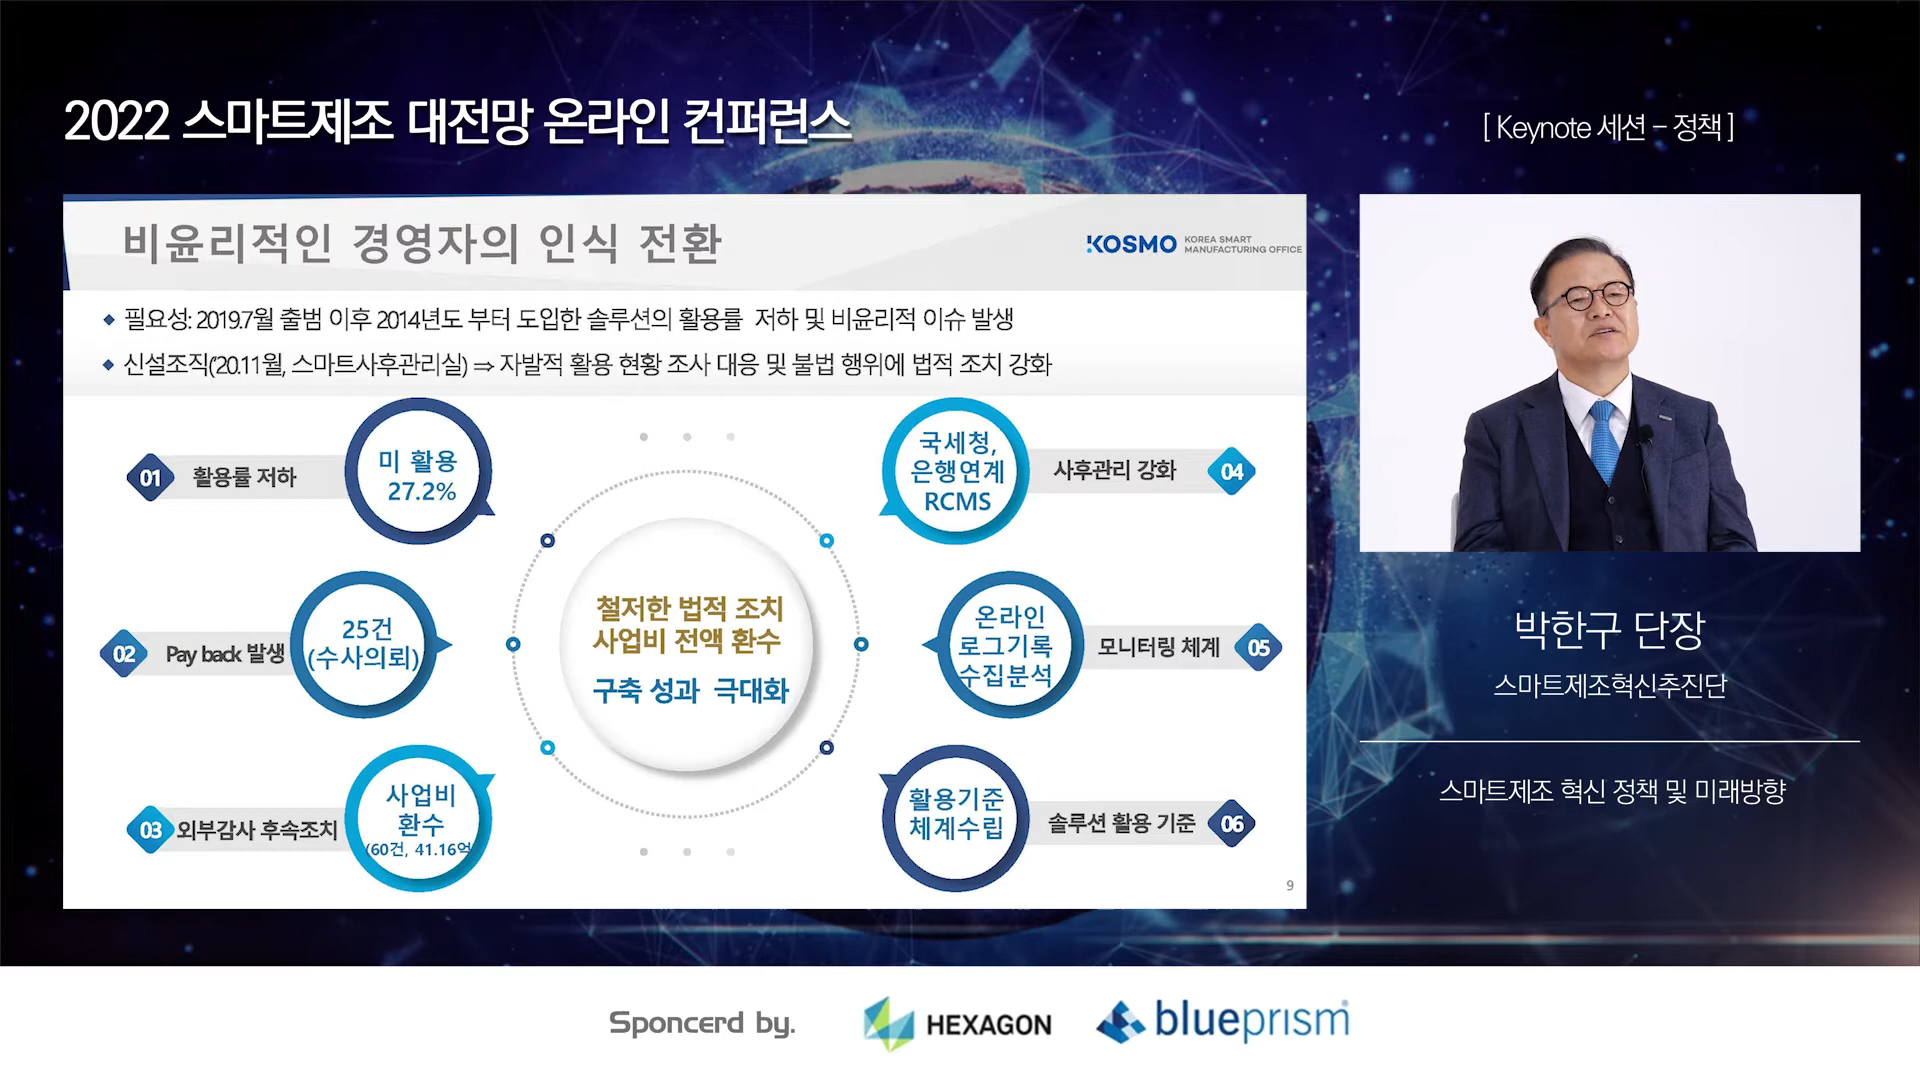 2022 스마트제조 대전망 온라인 컨퍼런스
[ Keynote 세션 – 정책 ]
비윤리적인 경영자의 인식 전환
KOSMO KOREA SMART
MANUFACTURING OFFICE
◆ 필요성: 2019.7월 출범 이후 2014년도 부터 도입한 솔루션의 활용률 저하 및 비윤리적 이슈 발생
◆ 신설조직('20.11월, 스마트사후관리실) ⇒ 자발적 활용 현황 조사 대응 및 불법 행위에 법적 조치 강화
01 활용률 저하
미 활용
27.2%
02 Pay back 발생
25건
(수사의뢰)
03 외부감사 후속조치
사업비
환수
(60건, 41.16억
철저한 법적 조치
사업비 전액 환수
구축 성과 극대화
국세청,
은행연계
RCMS
사후관리 강화 04
온라인
로그기록
수집분석
모니터링 체계 05
활용기준
체계수립
솔루션 활용 기준 06
9
박한구 단장
스마트제조혁신추진단
스마트제조 혁신 정책 및 미래방향
Sponcerd by.
HEXAGON
blueprism